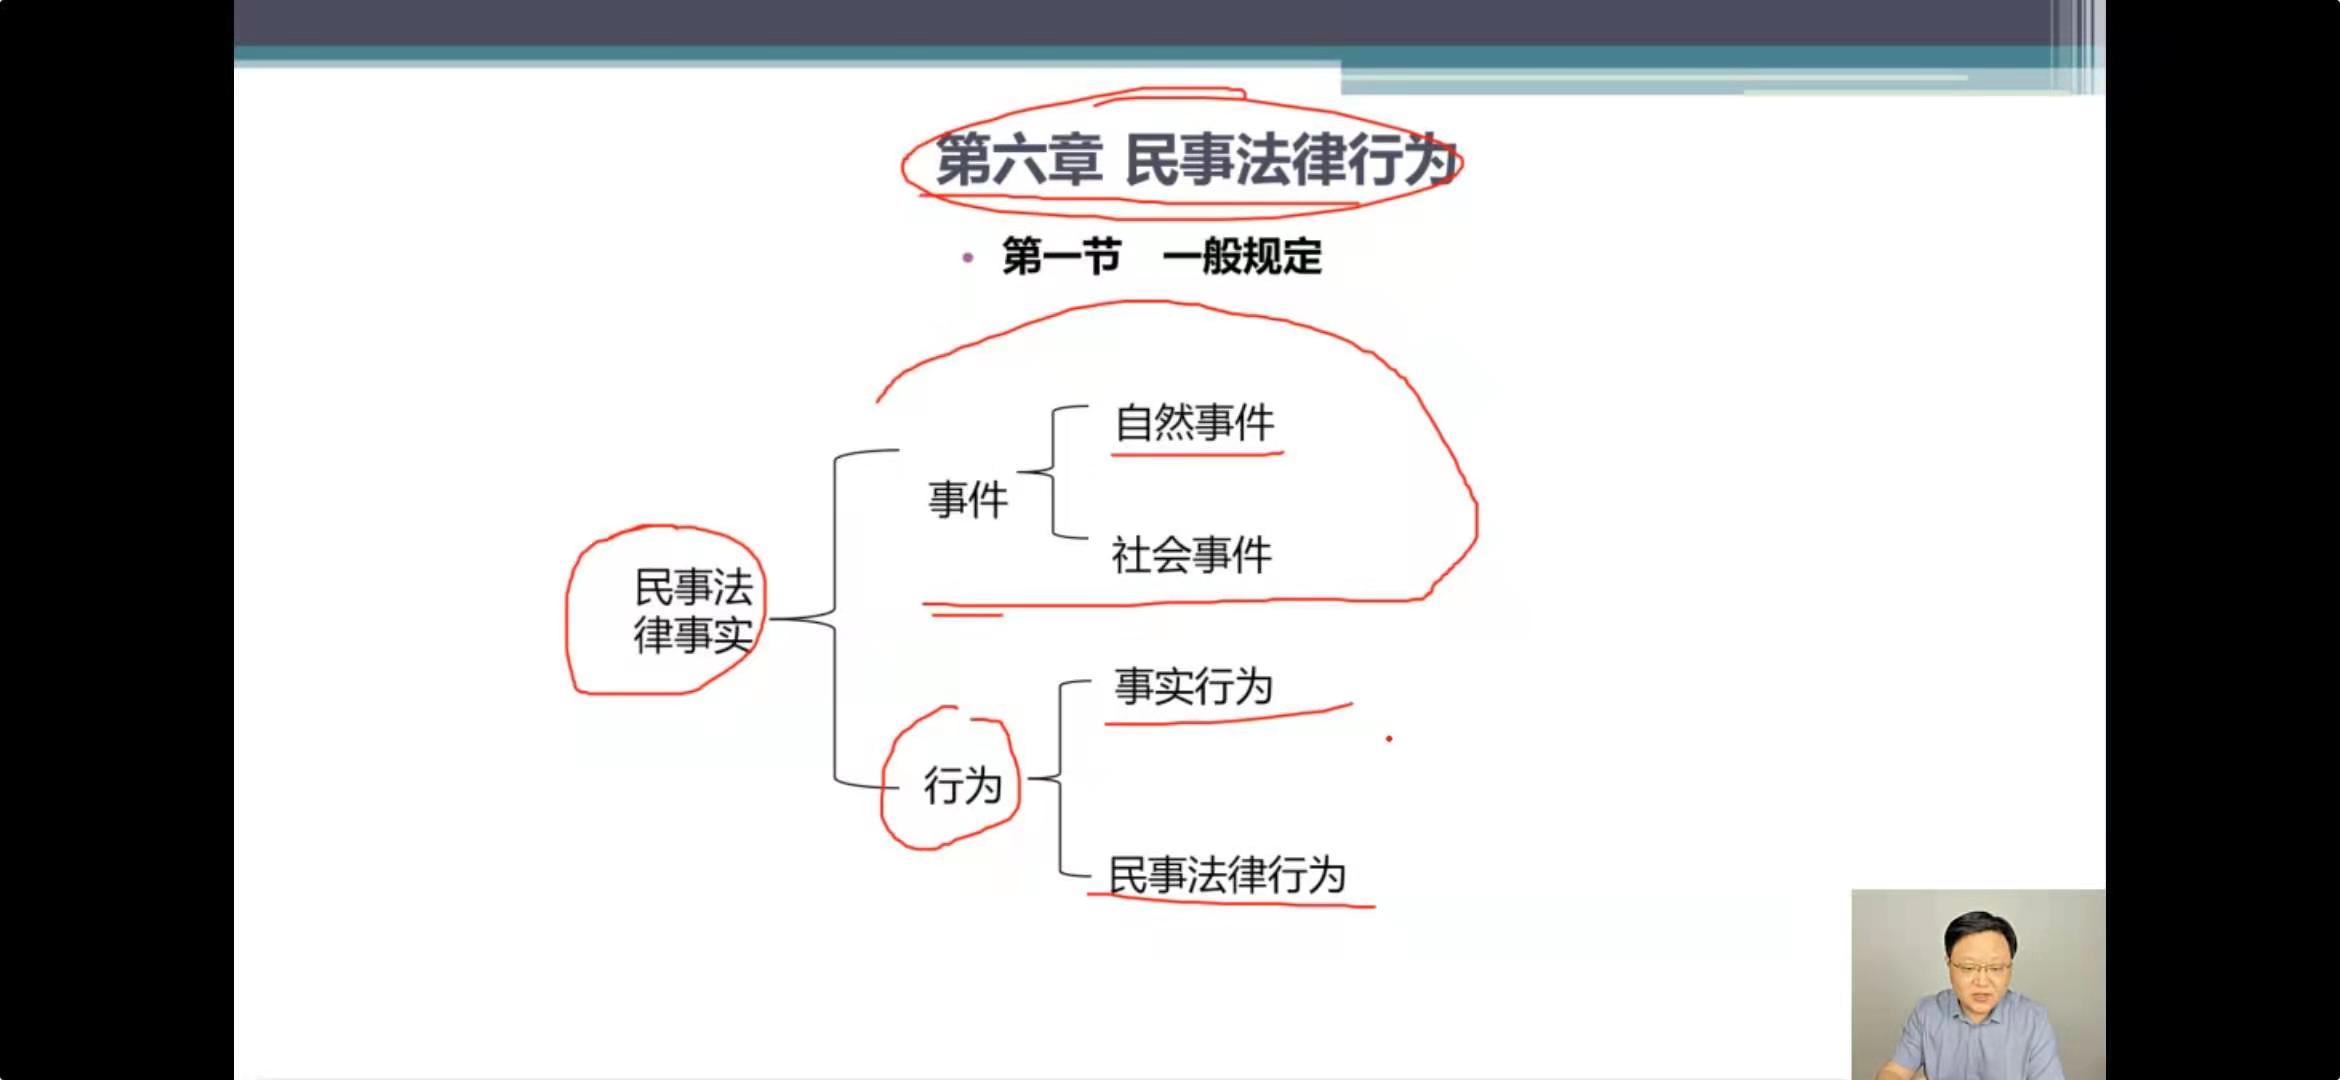 第六章 民事法律行为
• 第一节 一般规定
自然事件
事件
社会事件
民事法
律事实
事实行为
行为
民事法律行为